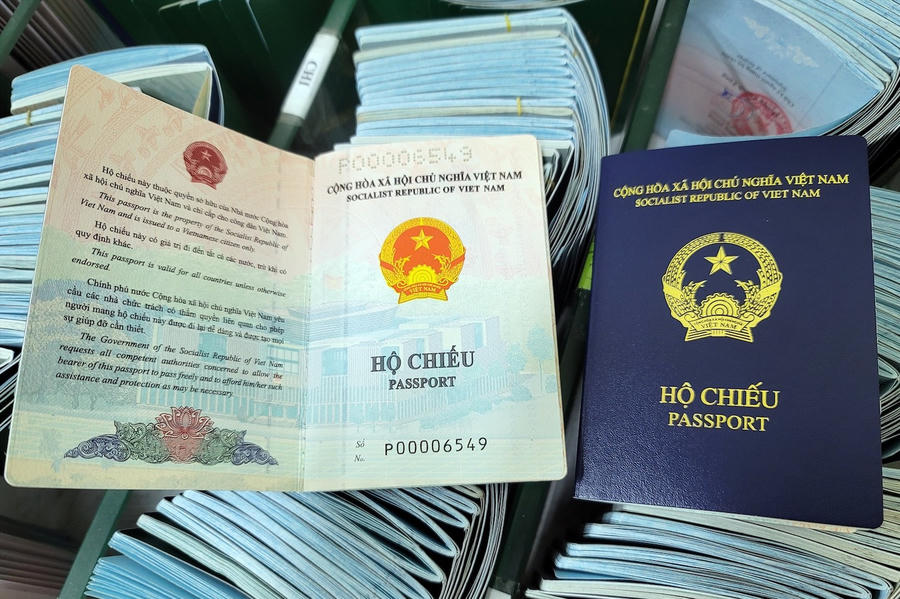 Hộ chiếu này thuộc quyền sở hữu của Nhà nước Cộng hòa
xã hội chủ nghĩa Việt Nam và chỉ cấp cho công dân Việt Nam.
This passport is the property of the Socialist Republic of
Viet Nam and is issued to a Vietnamese citizen only.
Hộ chiếu này có giá trị đi đến tất cả các nước, trừ khi có
quy định khác.
This passport is valid for all countries unless otherwise
endorsed.
Chính phủ nước Cộng hòa xã hội chủ nghĩa Việt Nam yêu
cầu các nhà chức trách có thẩm quyền liên quan cho phép
người mang hộ chiếu này được đi lại dễ dàng và được tạo mọi
sự giúp đỡ cần thiết.
The Government of the Socialist Republic of Viet Nam
requests all competent authorities concerned to allow the
bearer of this passport to pass freely and to afford him/her such
assistance and protection as may be necessary.
P00006549
CỘNG HÒA XÃ HỘI CHỦ NGHĨA VIỆT NAM
SOCIALIST REPUBLIC OF VIET NAM
VIỆT NAM
HỘ CHIẾU
PASSPORT
Số
No.
P00006549
CỘNG HÒA XÃ HỘI CHỦ NGHĨA VIỆT NAM
SOCIALIST REPUBLIC OF VIET NAM
VIỆT NAM
HỘ CHIẾU
PASSPORT
CHI